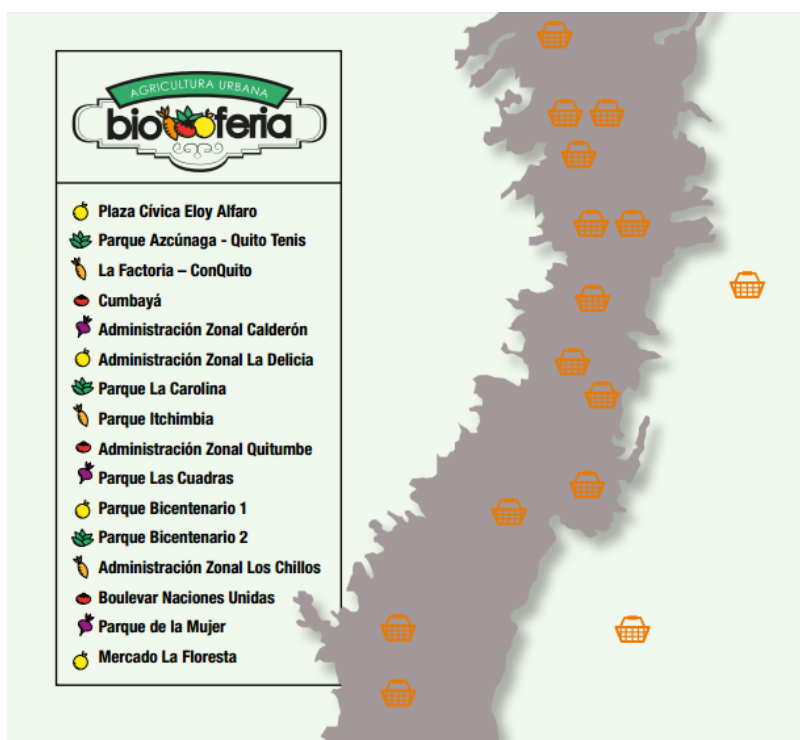 AGRICULTURA URBANA
bio feria
Plaza Cívica Eloy Alfaro
Parque Azcúnaga - Quito Tenis
La Factoria – ConQuito
Cumbayá
Administración Zonal Calderón
Administración Zonal La Delicia
Parque La Carolina
Parque Itchimbia
Administración Zonal Quitumbe
Parque Las Cuadras
Parque Bicentenario 1
Parque Bicentenario 2
Administración Zonal Los Chillos
Boulevar Naciones Unidas
Parque de la Mujer
Mercado La Floresta